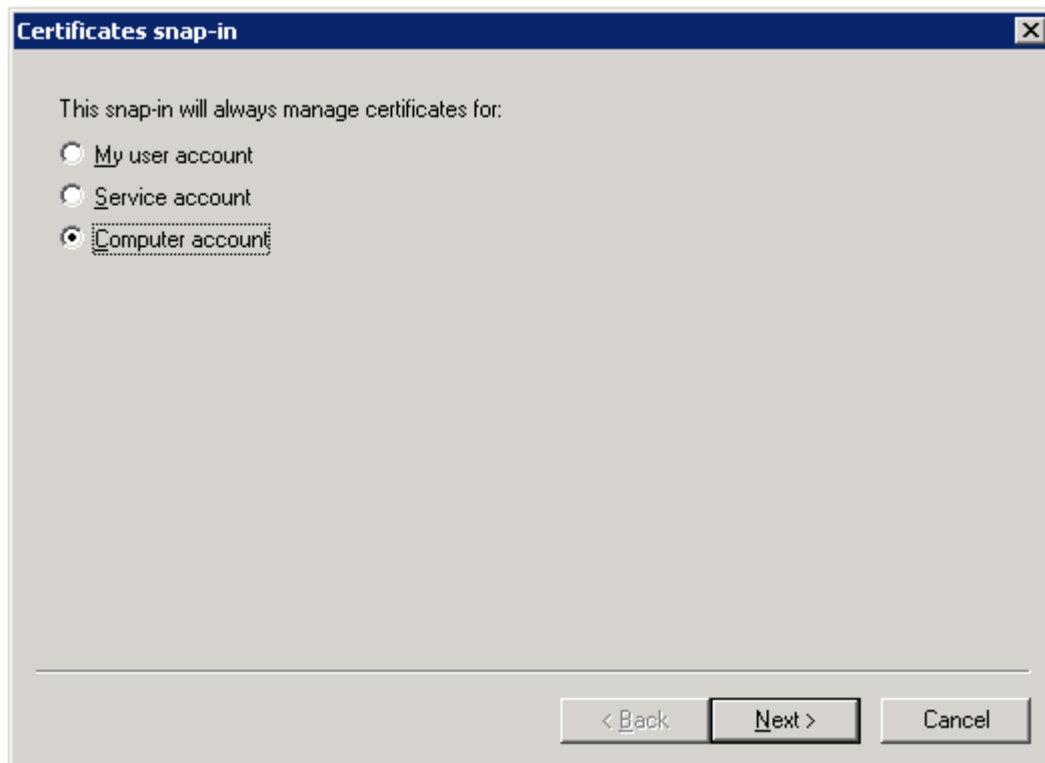 Certificates snap-in
This snap-in will always manage certificates for:
My user account
Service account
Computer account
< Back Next > Cancel